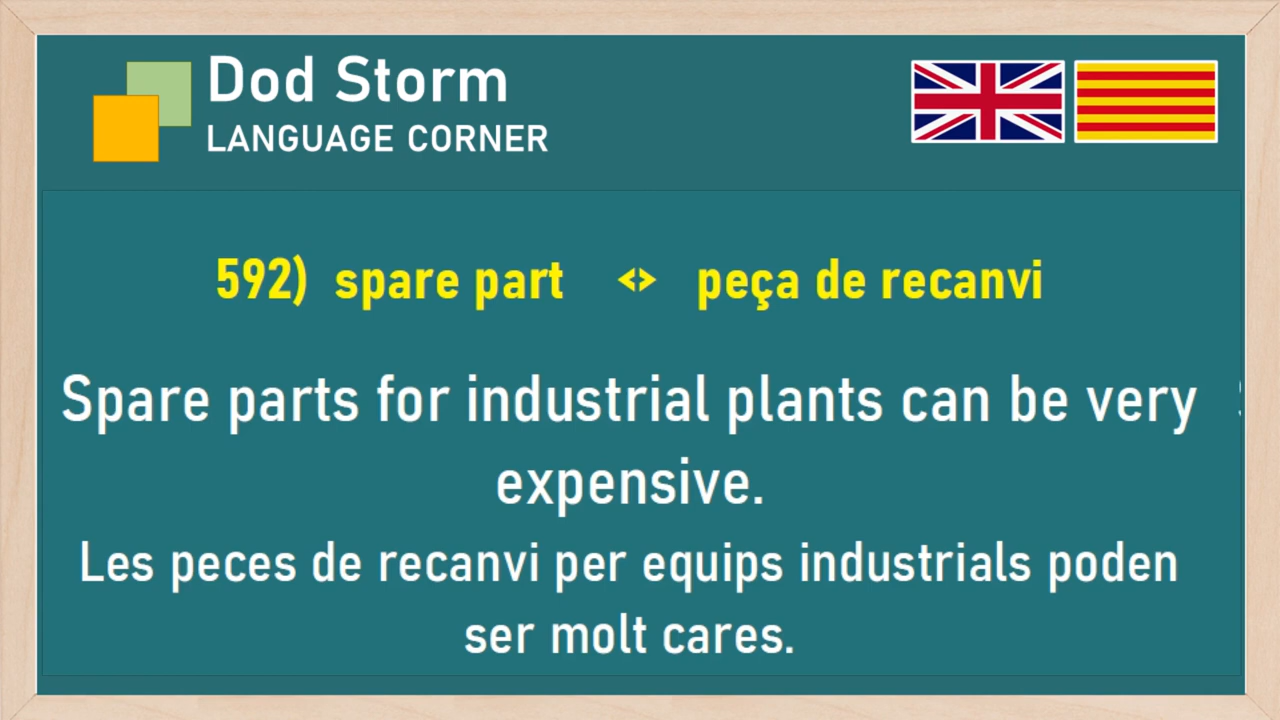 Dod Storm
LANGUAGE CORNER
592) spare part <> peça de recanvi
Spare parts for industrial plants can be very
expensive.
Les peces de recanvi per equips industrials poden
ser molt cares.